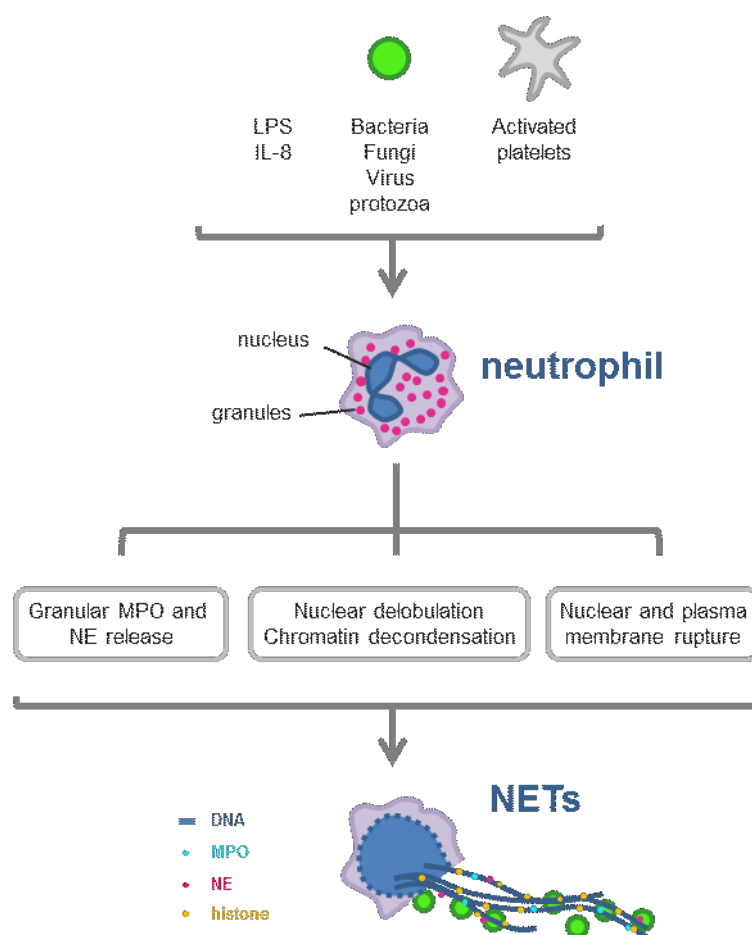 LPS
IL-8
Bacteria
Fungi
Virus
protozoa
Activated
platelets
nucleus
granules
neutrophil
Granular MPO and
NE release
Nuclear delobulation
Chromatin decondensation
Nuclear and plasma
membrane rupture
NETs
DNA
MPO
NE
histone